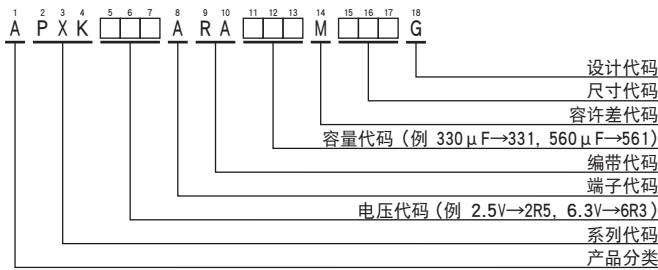 1 2 3 4 5 6 7 8 9 10 11 12 13 14 15 16 17 18
A P X K □□□ A R A □□□ M □□□ G
设计代码
尺寸代码
容许差代码
容量代码（例 330μF→331, 560μF→561）
编带代码
端子代码
电压代码（例 2.5V→2R5, 6.3V→6R3）
系列代码
产品分类